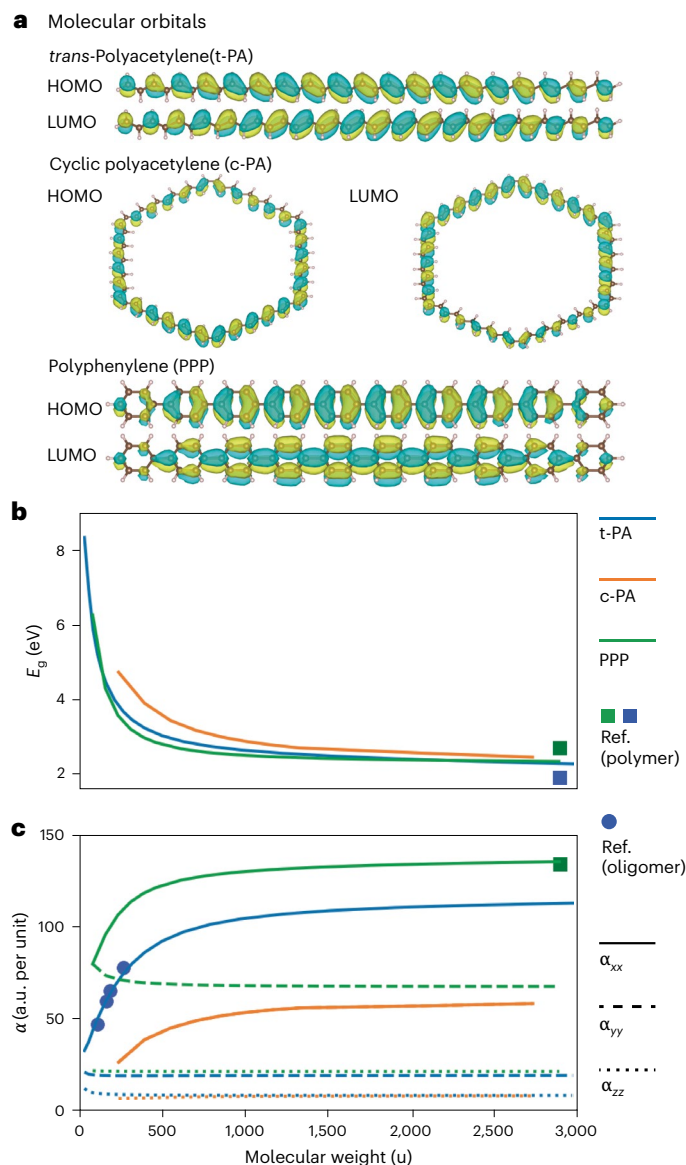 a Molecular orbitals
trans-Polyacetylene(t-PA)
HOMO
LUMO
Cyclic polyacetylene (c-PA)
HOMO LUMO
Polyphenylene (PPP)
HOMO
LUMO
b
8
6
4
2
Eg (eV)
t-PA
c-PA
PPP
Ref.
(polymer)
c
150
100
50
0
α (a.u. per unit)
Ref.
(oligomer)
αxx
αyy
αzz
0 500 1,000 1,500 2,000 2,500 3,000
Molecular weight (u)